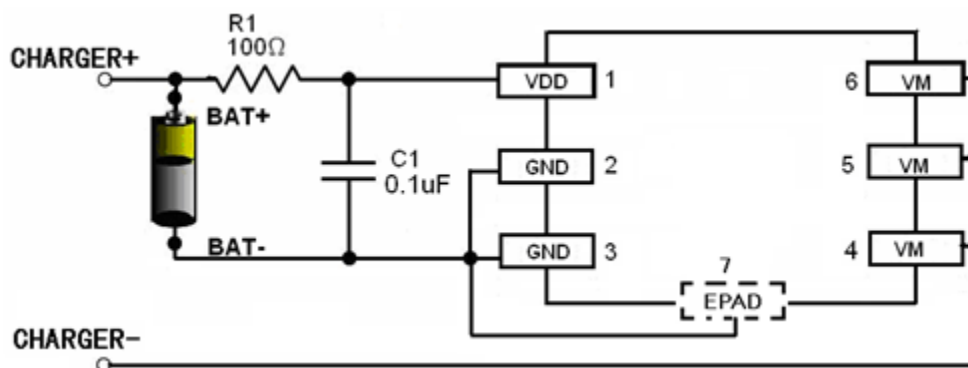 R1
100Ω
CHARGER+
BAT+
C1
0.1uF
BAT-
CHARGER-
VDD
1
GND
2
GND
3
7
EPAD
6
VM
5
VM
4
VM